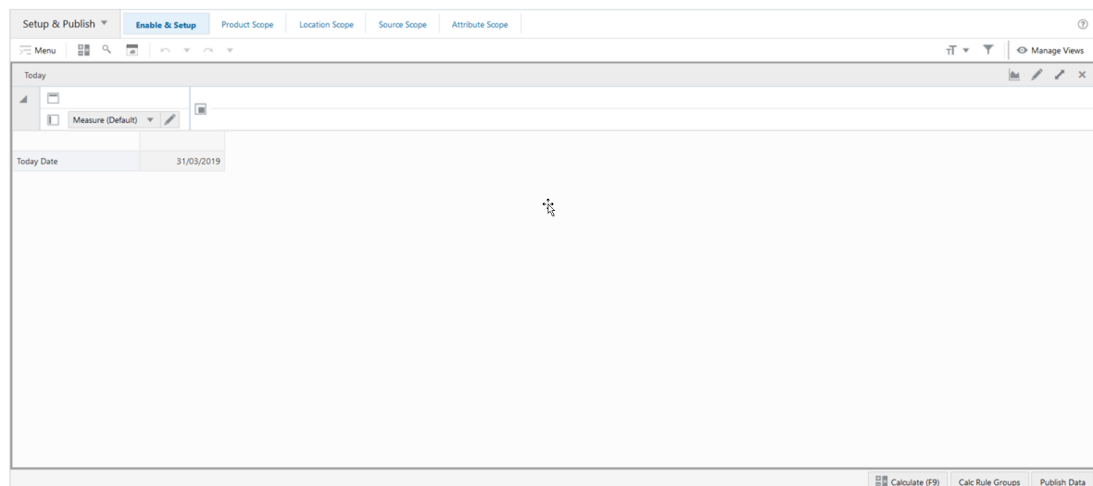 Setup & Publish Enable & Setup Product Scope Location Scope Source Scope Attribute Scope
Menu Manage Views
Today
Measure (Default)
Today Date 31/03/2019
Calculate (F9) Calc Rule Groups Publish Data